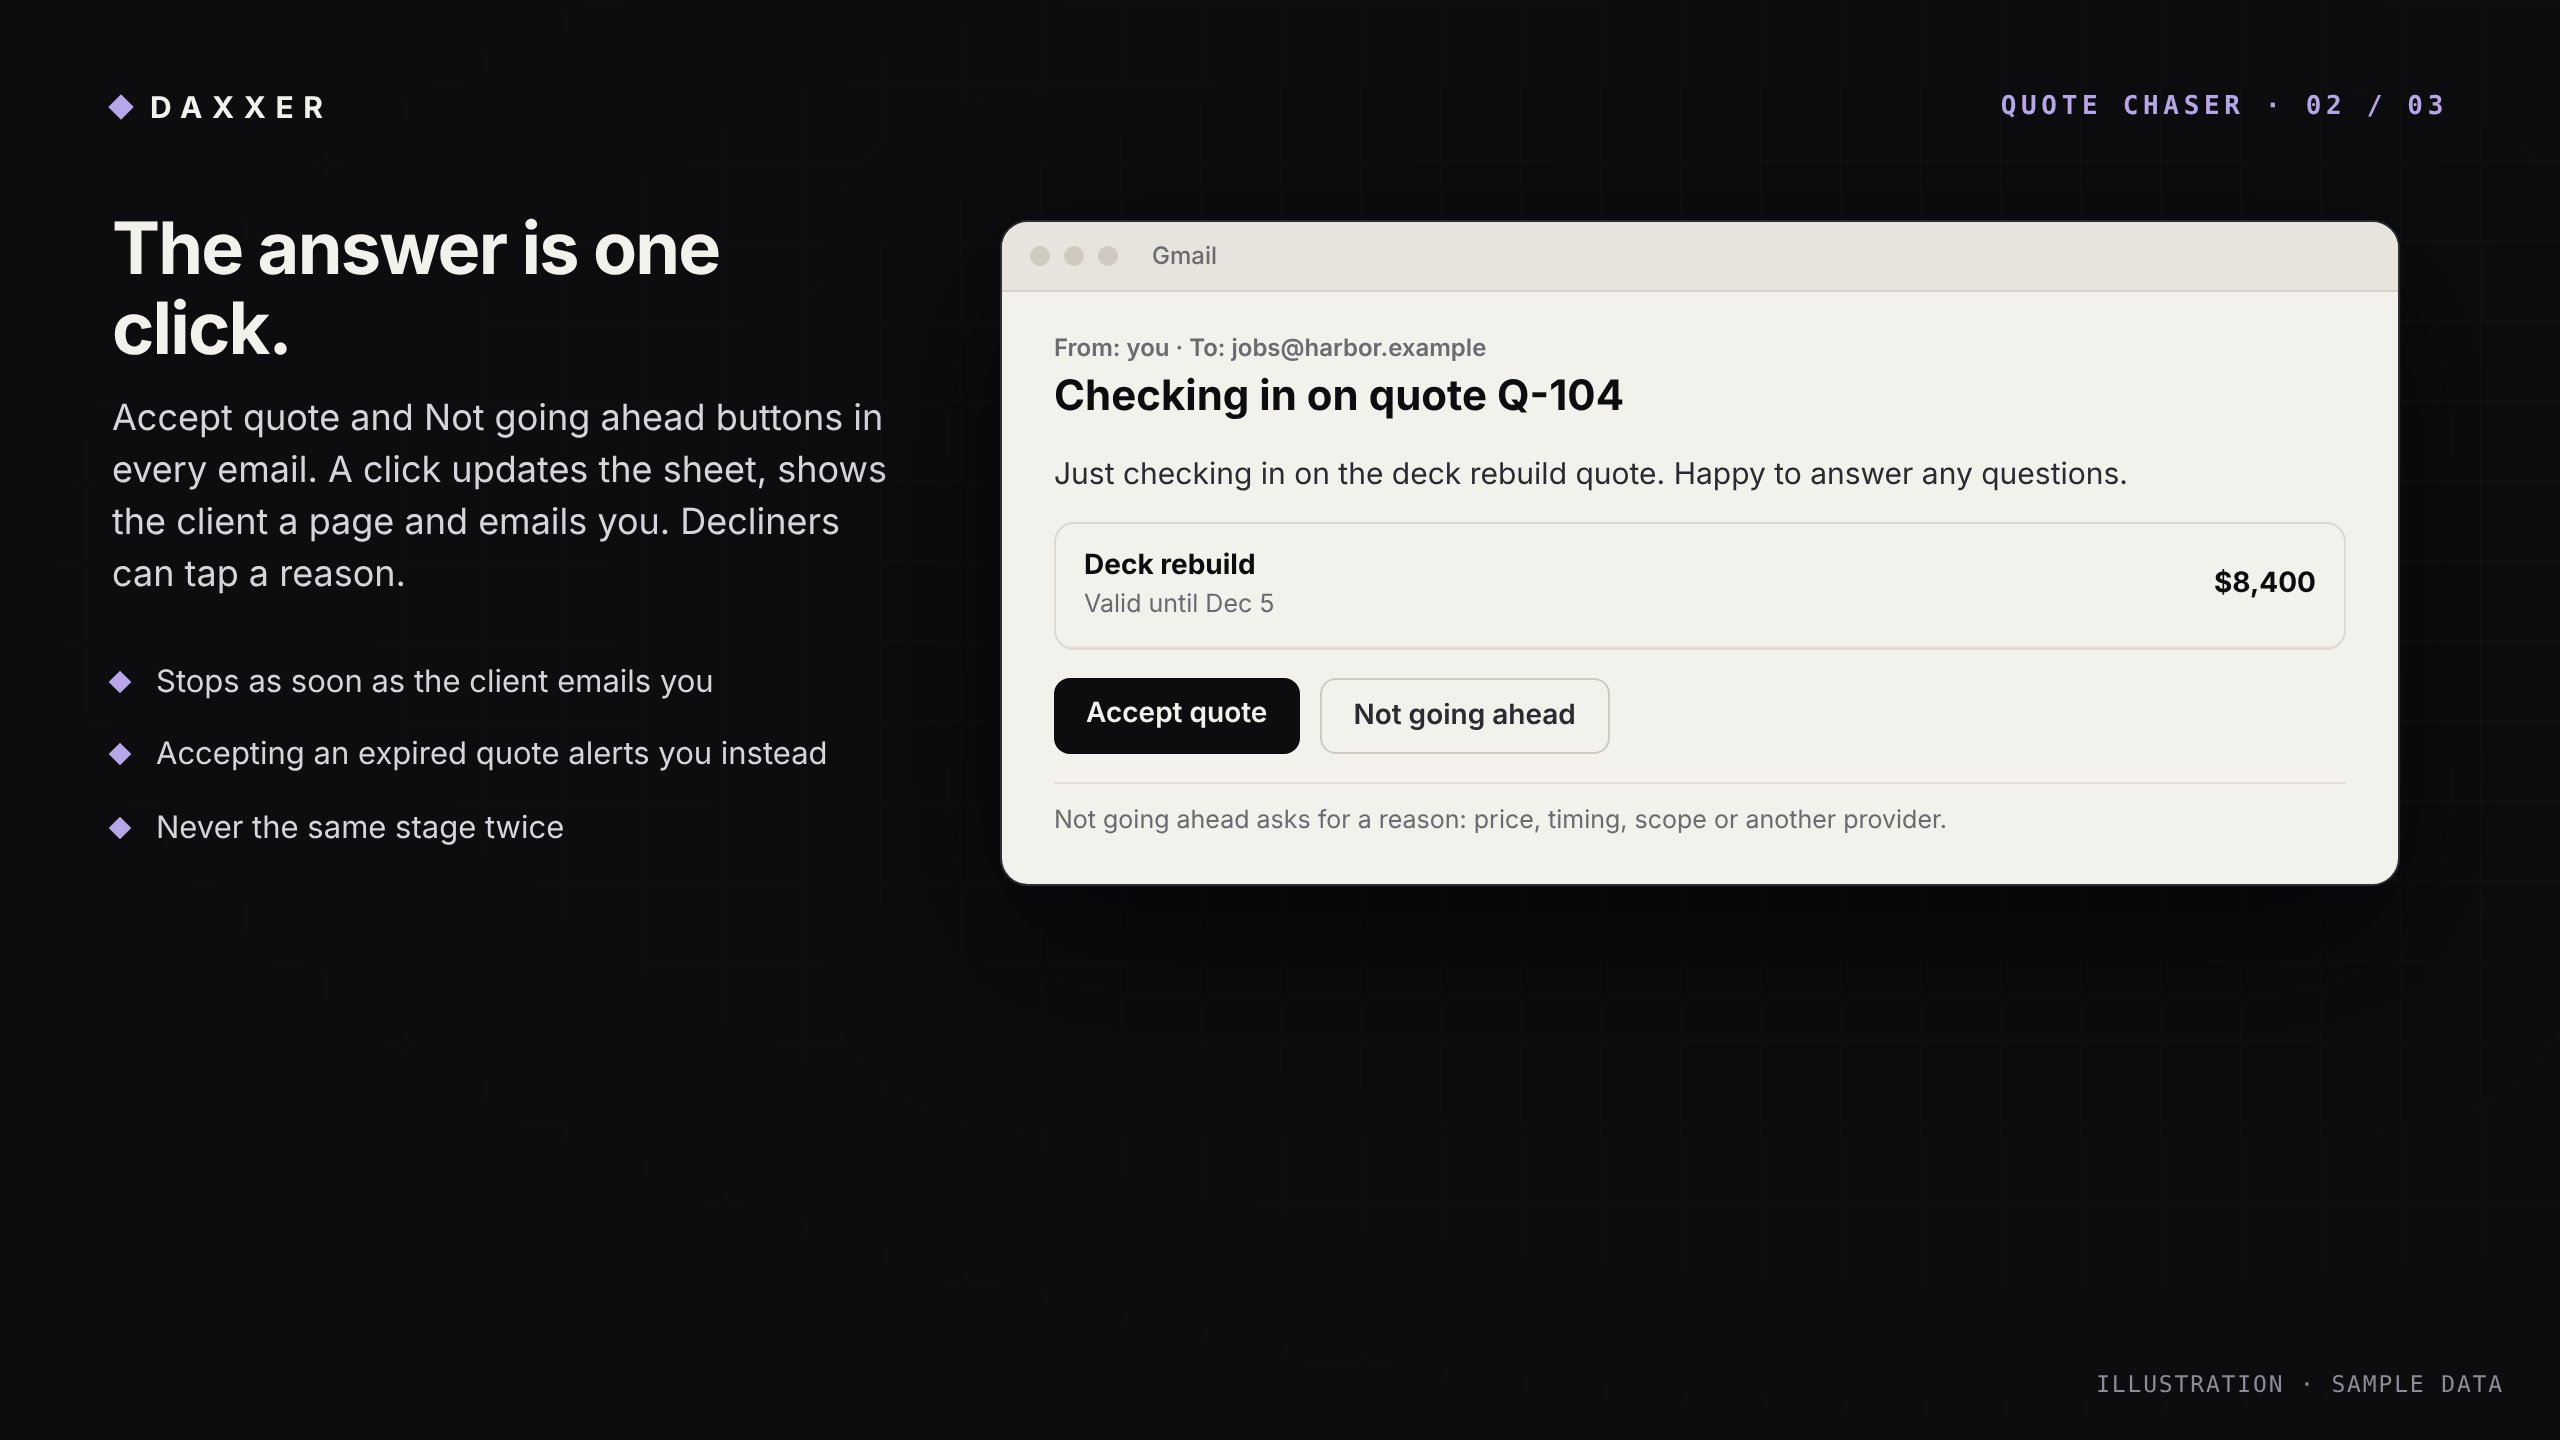 DAXXER
QUOTE CHASER · 02 / 03
The answer is one
click.
Accept quote and Not going ahead buttons in
every email. A click updates the sheet, shows
the client a page and emails you. Decliners
can tap a reason.
Stops as soon as the client emails you
Accepting an expired quote alerts you instead
Never the same stage twice
Gmail
From: you · To: jobs@harbor.example
Checking in on quote Q-104
Just checking in on the deck rebuild quote. Happy to answer any questions.
Deck rebuild
Valid until Dec 5
$8,400
Accept quote
Not going ahead
Not going ahead asks for a reason: price, timing, scope or another provider.
ILLUSTRATION · SAMPLE DATA